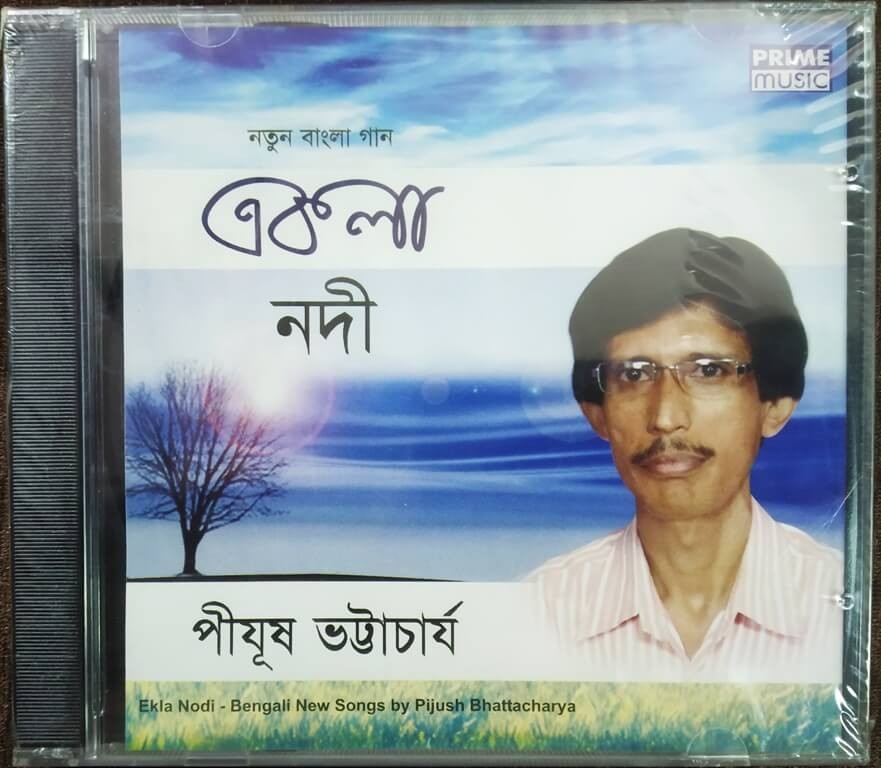 PRIME
MUSIC
নতুন বাংলা গান
একলা
নদী
পীযূষ ভট্টাচার্য
Ekla Nodi - Bengali New Songs by Pijush Bhattacharya